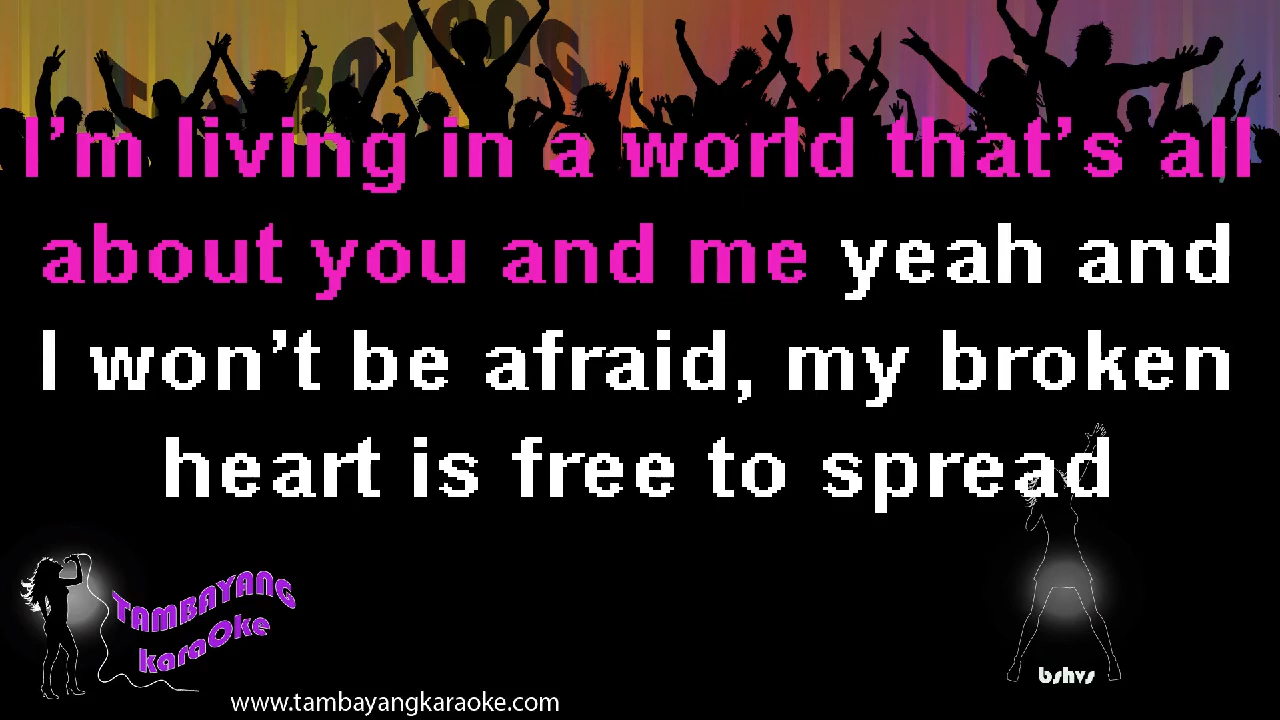 TAMBAYANG
I’m living in a world that’s all
about you and me yeah and
I won’t be afraid, my broken
heart is free to spread
TAMBAYANG
karaOke
bshvs
www.tambayangkaraoke.com